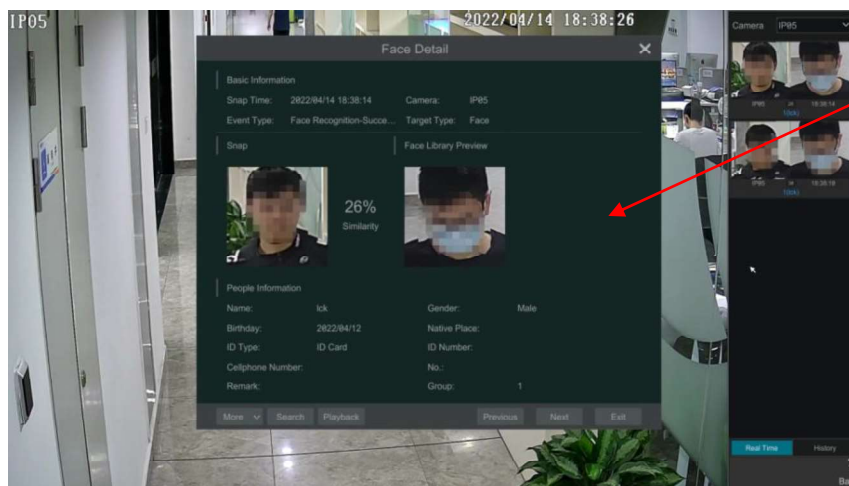 IP05
2022/04/14 18:38:26
Camera IP05
Face Detail
Basic Information
Snap Time: 2022/04/14 18:38:14 Camera: IP05
Event Type: Face Recognition-Succe... Target Type: Face
Snap
Face Library Preview
26%
Similarity
People Information
Name: lck Gender: Male
Birthday: 2022/04/12 Native Place:
ID Type: ID Card ID Number:
Cellphone Number: No.:
Remark: Group: 1
More Search Playback Previous Next Exit
IP05 18:38:14
IP05 18:38:10
Real Time History
Ba